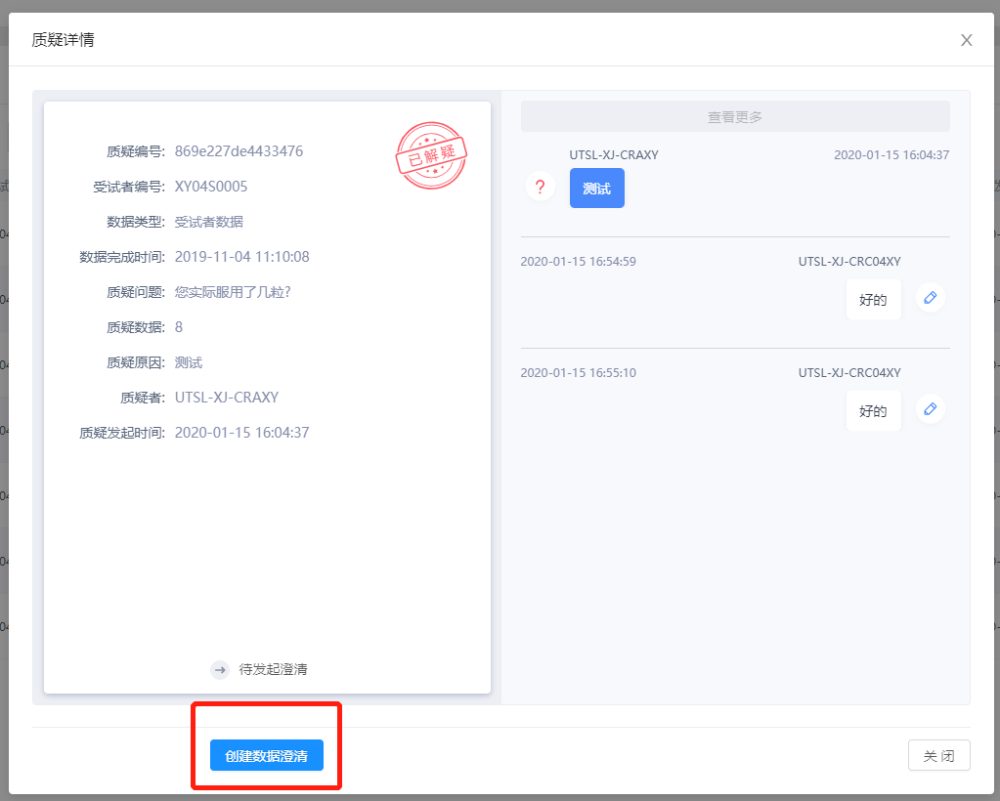 质疑详情
质疑编号: 869e227de4433476
已解疑
受试者编号: XY04S0005
数据类型: 受试者数据
数据完成时间: 2019-11-04 11:10:08
质疑问题: 您实际服用了几粒?
质疑数据: 8
质疑原因: 测试
质疑者: UTSL-XJ-CRAXY
质疑发起时间: 2020-01-15 16:04:37
待发起澄清
查看更多
UTSL-XJ-CRAXY 2020-01-15 16:04:37
? 测试
2020-01-15 16:54:59 UTSL-XJ-CRC04XY
好的
2020-01-15 16:55:10 UTSL-XJ-CRC04XY
好的
创建数据澄清
关 闭